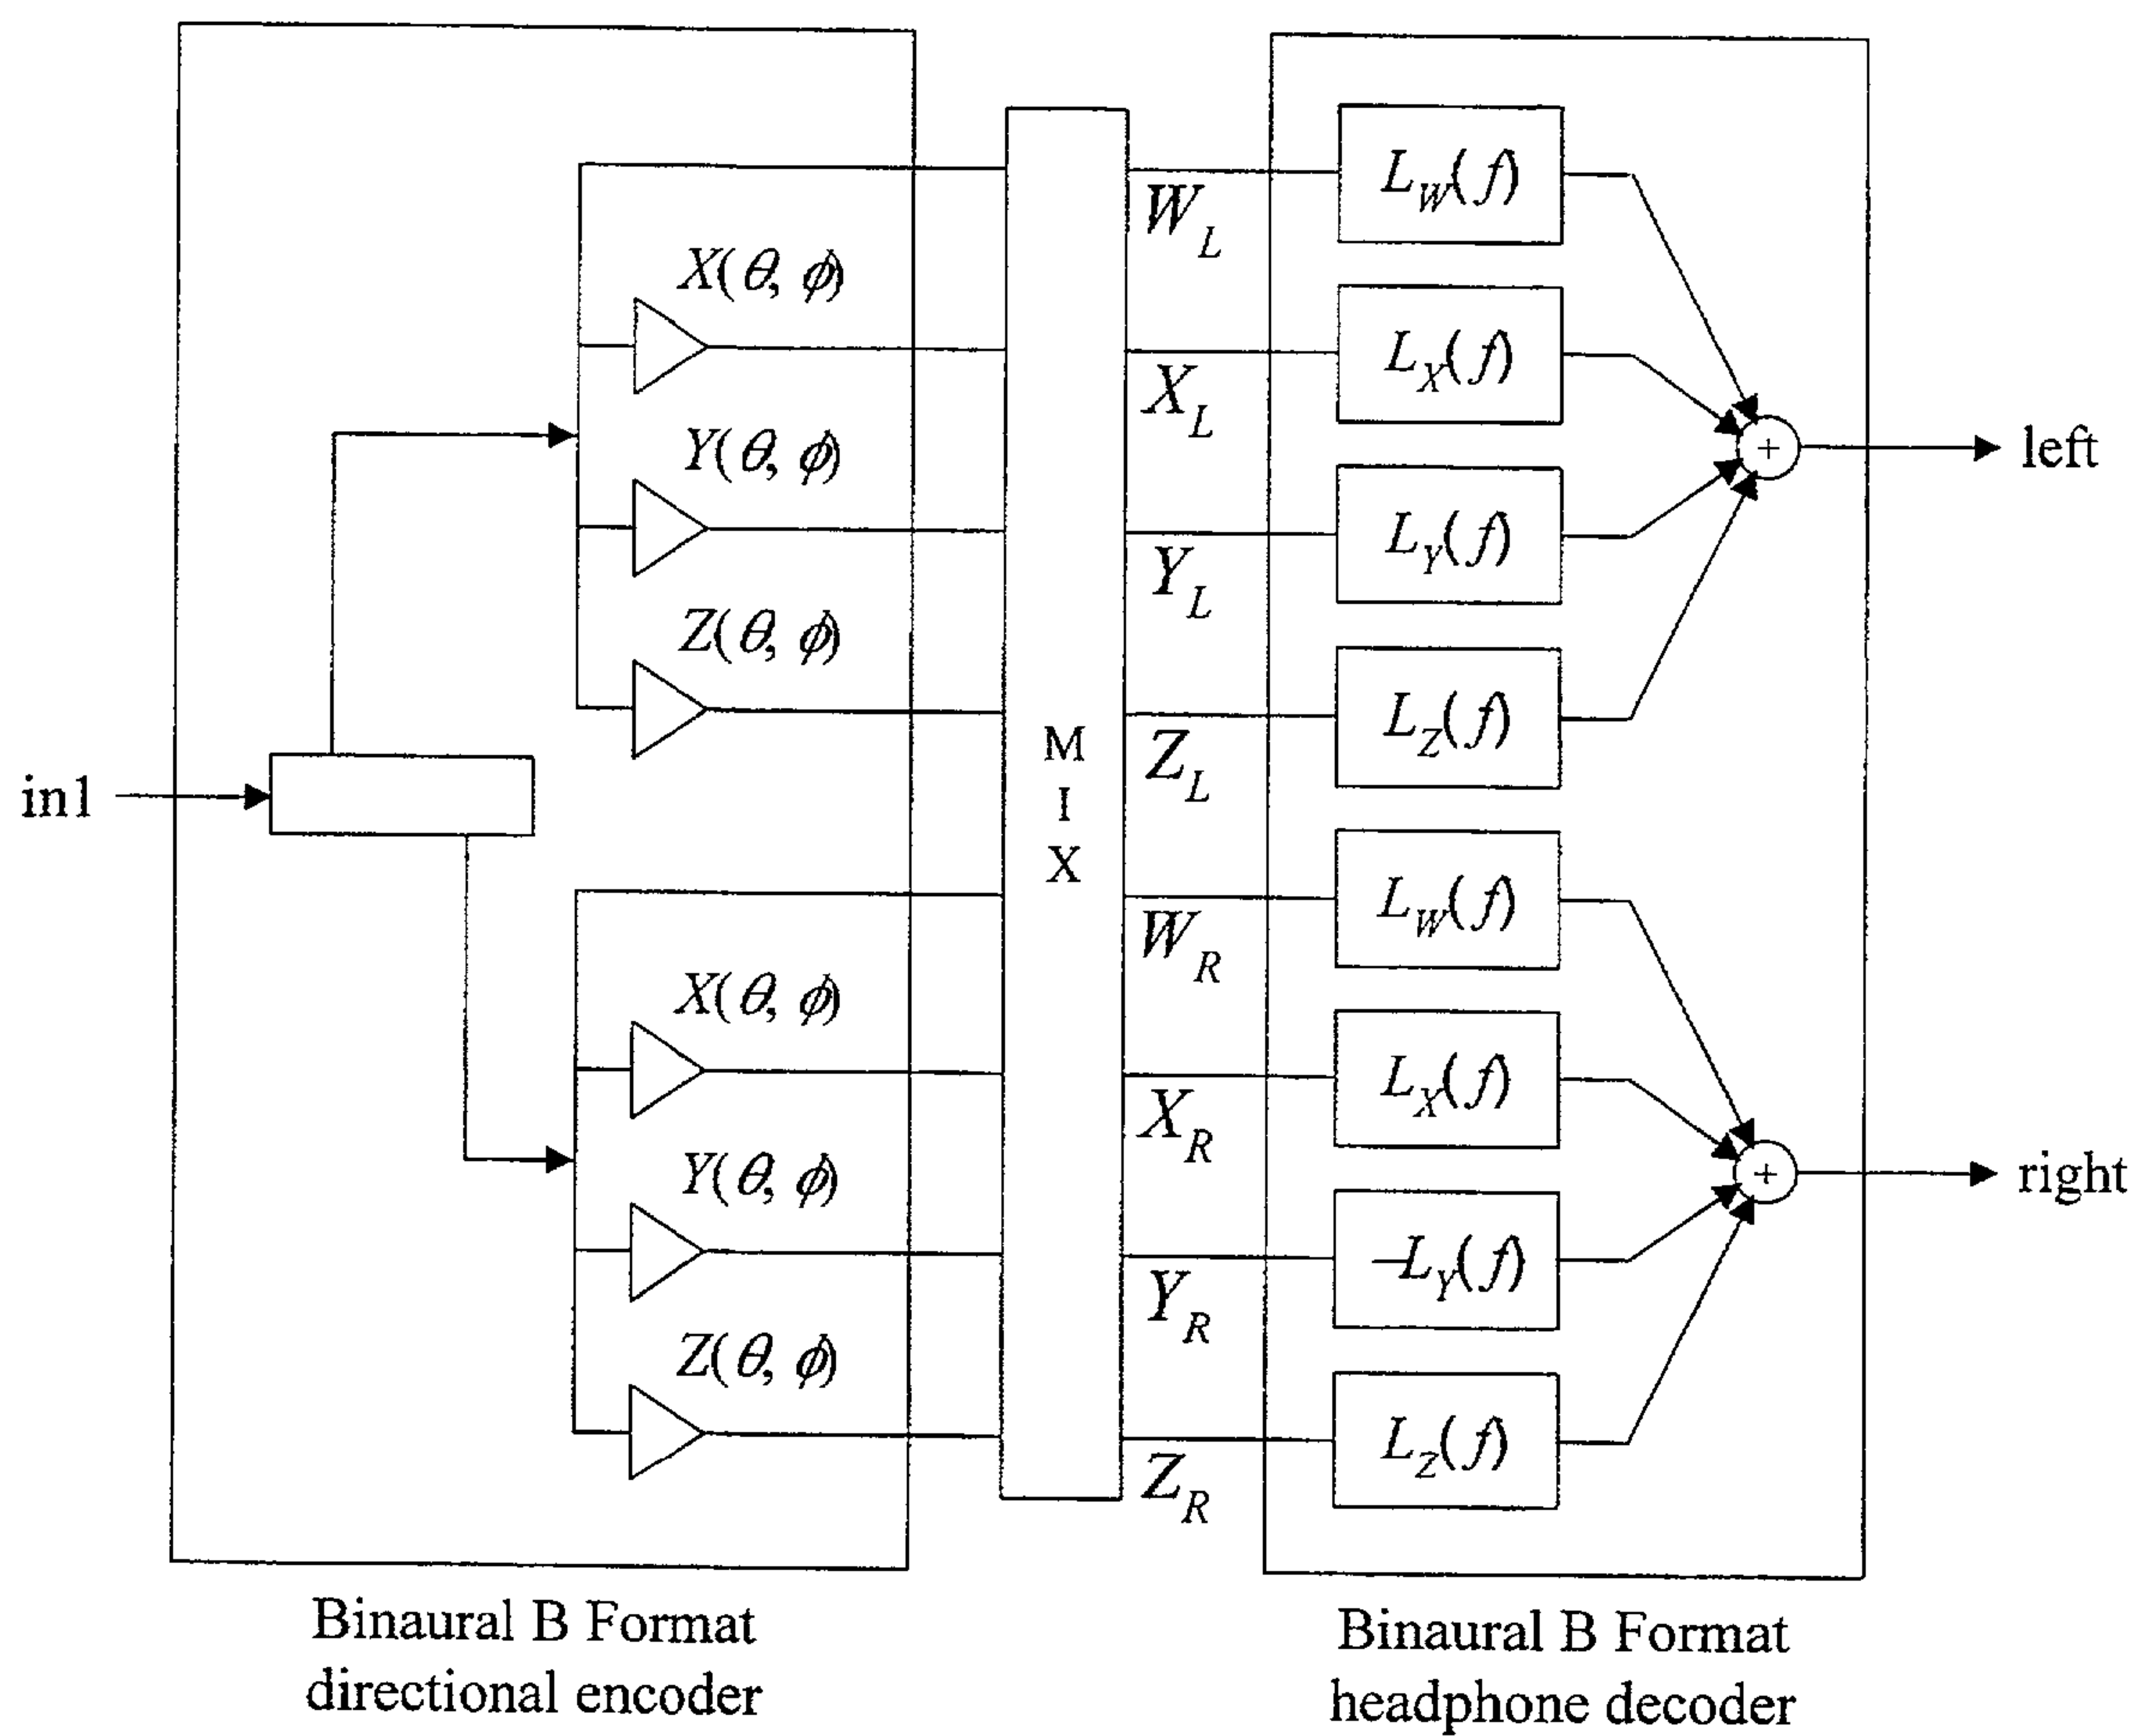 L_W(f)
W_L
X(θ, φ)
L_X(f)
X_L
Y(θ, φ)
left
L_Y(f)
Y_L
Z(θ, φ)
L_Z(f)
Z_L
M
I
X
in1
L_W(f)
W_R
X(θ, φ)
L_X(f)
X_R
Y(θ, φ)
right
–L_Y(f)
Y_R
Z(θ, φ)
L_Z(f)
Z_R
+
+
Binaural B Format
directional encoder
Binaural B Format
headphone decoder